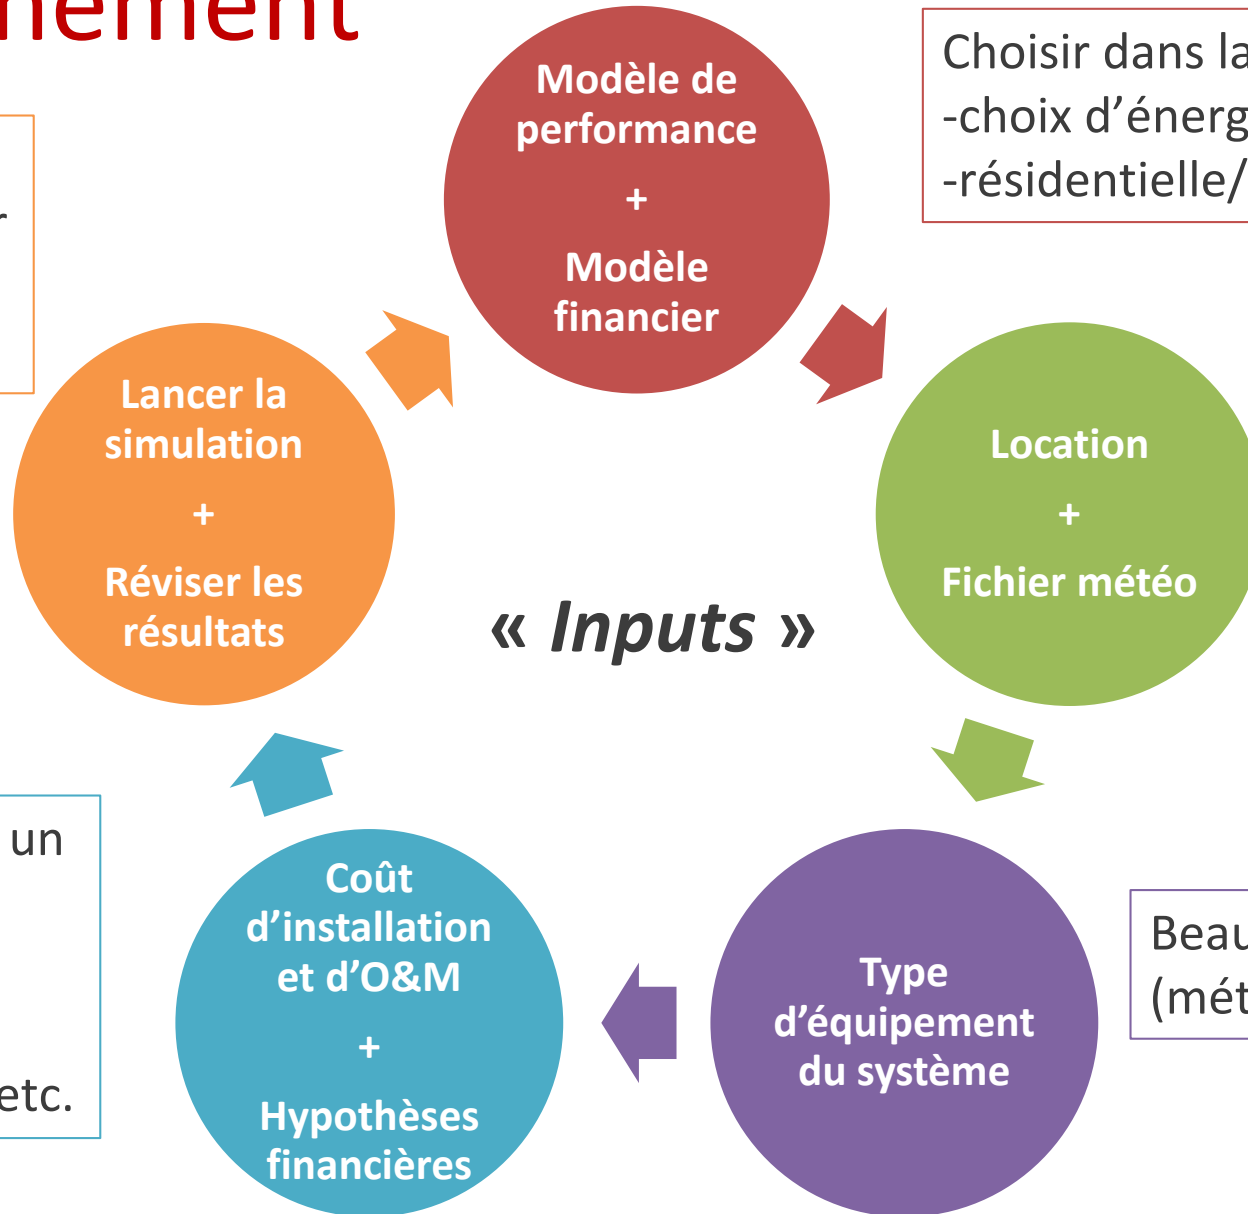 Modèle de
performance
+
Modèle
financier
Choisir dans la
-choix d’énerg
-résidentielle/
Location
+
Fichier météo
Type
d’équipement
du système
Beau
(mét
Coût
d’installation
et d’O&M
+
Hypothèses
financières
un
etc.
Lancer la
simulation
+
Réviser les
résultats
« Inputs »